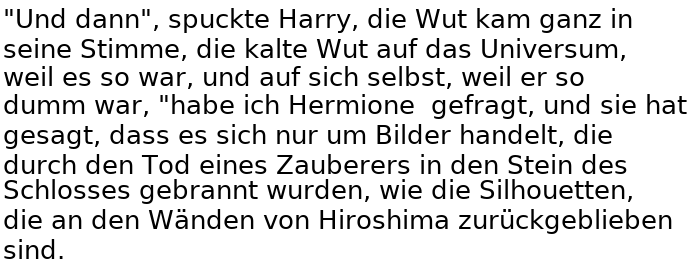 "Und dann", spuckte Harry, die Wut kam ganz in
seine Stimme, die kalte Wut auf das Universum,
weil es so war, und auf sich selbst, weil er so
dumm war, "habe ich Hermione  gefragt, und sie hat
gesagt, dass es sich nur um Bilder handelt, die
durch den Tod eines Zauberers in den Stein des
Schlosses gebrannt wurden, wie die Silhouetten,
die an den Wänden von Hiroshima zurückgeblieben
sind.